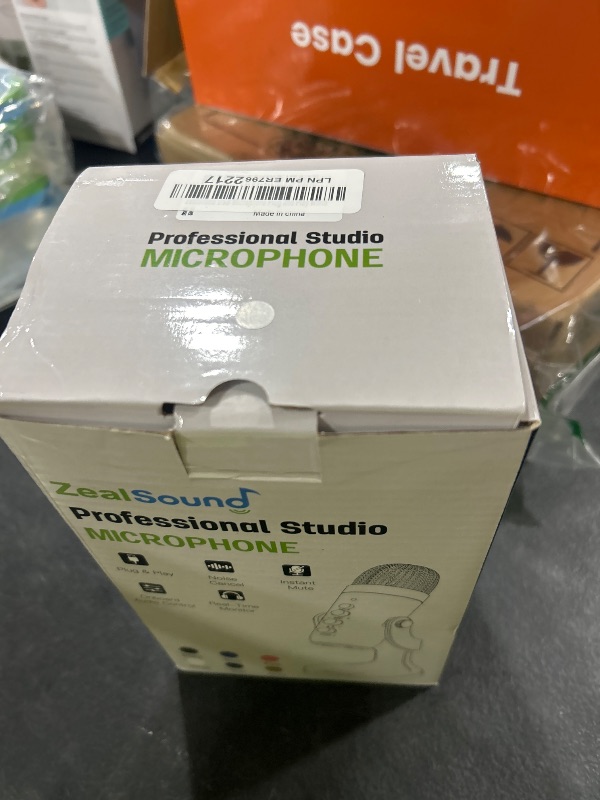 Travel Case
LPN PM ER7962217
Made in China
Professional Studio
MICROPHONE
ZealSound
Professional Studio
MICROPHONE
Plug & Play
Noise
Cancel
Instant
Mute
Control
Real-Time
Monitor